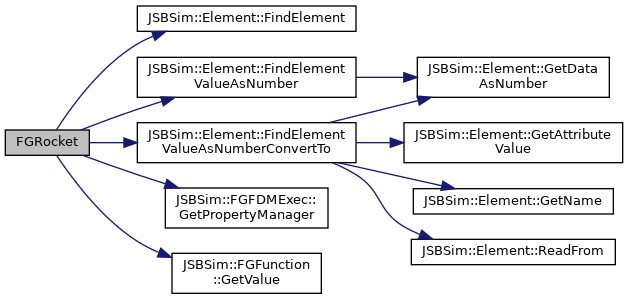 FGRocket
JSBSim::Element::FindElement
JSBSim::Element::FindElement
ValueAsNumber
JSBSim::Element::FindElement
ValueAsNumberConvertTo
JSBSim::FGFDMExec::
GetPropertyManager
JSBSim::FGFunction
::GetValue
JSBSim::Element::GetData
AsNumber
JSBSim::Element::GetAttribute
Value
JSBSim::Element::GetName
JSBSim::Element::ReadFrom